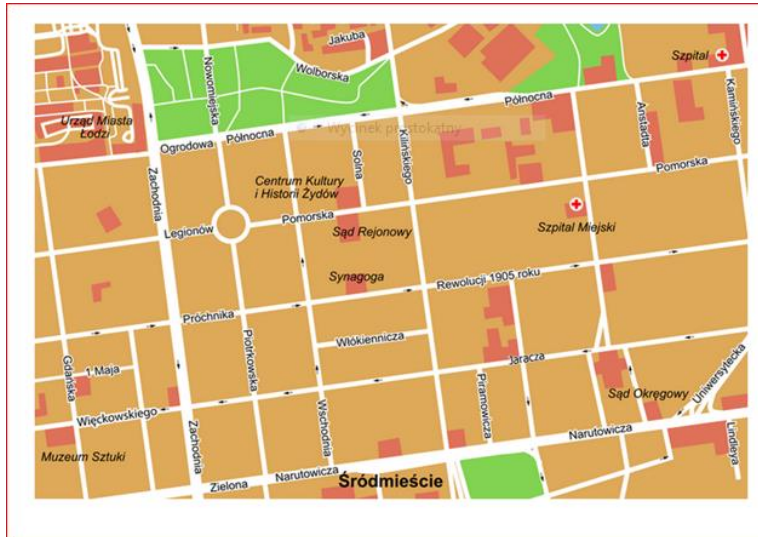 Jakuba
Wolborska
Szpital
Nowomiejska
Kamińskiego
Północna
Anstadta
Urząd Miasta
Łodzi
Wycinek prostokątny
Ogrodowa
Północna
Kilińskiego
Solna
Zachodnia
Pomorska
Centrum Kultury
i Historii Żydów
Pomorska
Legionów
Sąd Rejonowy
Szpital Miejski
Synagoga
Rewolucji 1905 roku
Próchnika
Piotrkowska
Włókiennicza
Gdańska
1 Maja
Jaracza
Piramowicza
Sąd Okręgowy
Uniwersytecka
Więckowskiego
Wschodnia
Zachodnia
Narutowicza
Lindleya
Muzeum Sztuki
Zielona
Narutowicza
Śródmieście